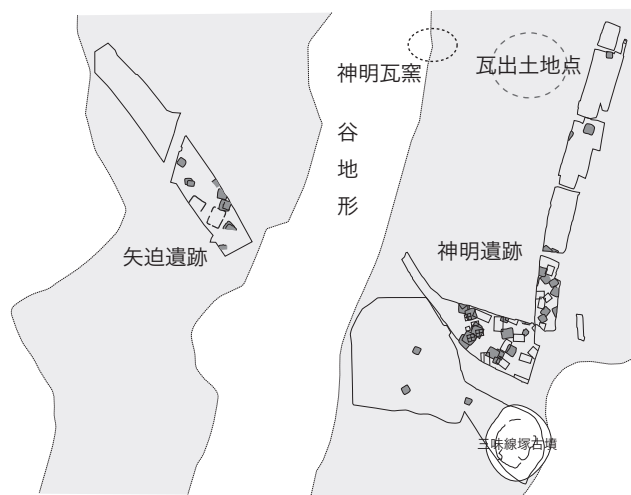 神明瓦窯
瓦出土地点
谷地形
神明遺跡
矢迫遺跡
三味線塚古墳